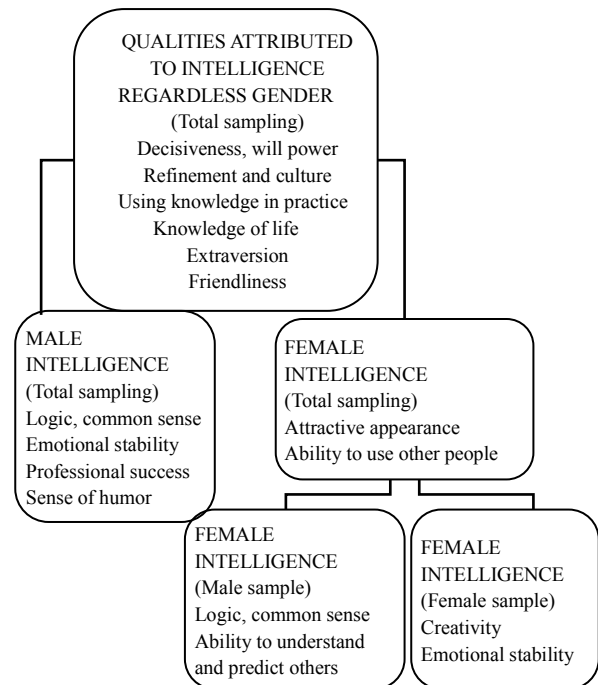 QUALITIES ATTRIBUTED
TO INTELLIGENCE
REGARDLESS GENDER
(Total sampling)
Decisiveness, will power
Refinement and culture
Using knowledge in practice
Knowledge of life
Extraversion
Friendliness
MALE
INTELLIGENCE
(Total sampling)
Logic, common sense
Emotional stability
Professional success
Sense of humor
FEMALE
INTELLIGENCE
(Total sampling)
Attractive appearance
Ability to use other people
FEMALE
INTELLIGENCE
(Male sample)
Logic, common sense
Ability to understand
and predict others
FEMALE
INTELLIGENCE
(Female sample)
Creativity
Emotional stability